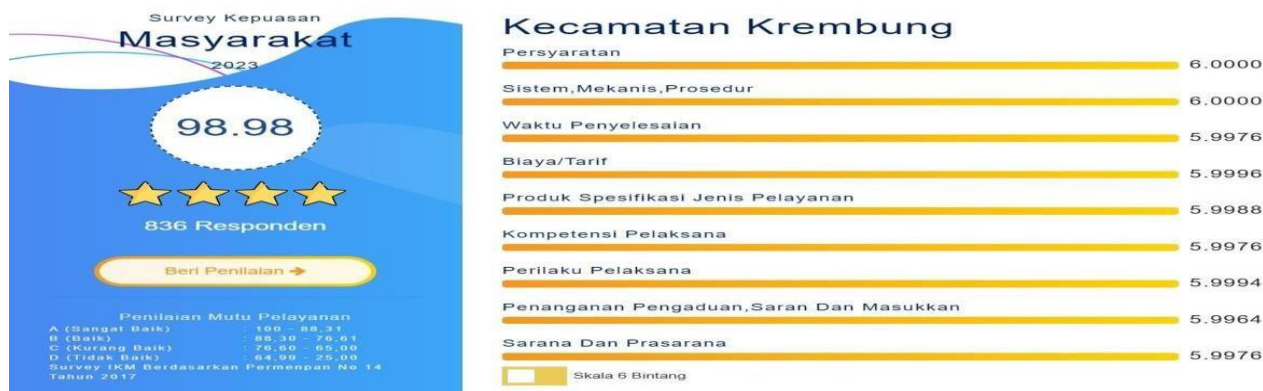 Survey Kepuasan
Masyarakat
2023
98.98
836 Responden
Beri Penilaian
Penilaian Mutu Pelayanan
A (Sangat Baik) : 100 - 88,31
B (Baik) : 88,30 - 76,61
C (Kurang Baik) : 76,60 - 65,00
D (Tidak Baik) : 64,99 - 25,00
Survey IKM Berdasarkan Permenpan No 14
Tahun 2017
Kecamatan Krembung
Persyaratan
6.0000
Sistem,Mekanis,Prosedur
6.0000
Waktu Penyelesaian
5.9976
Biaya/Tarif
5.9996
Produk Spesifikasi Jenis Pelayanan
5.9988
Kompetensi Pelaksana
5.9976
Perilaku Pelaksana
5.9994
Penanganan Pengaduan,Saran Dan Masukkan
5.9964
Sarana Dan Prasarana
5.9976
Skala 6 Bintang